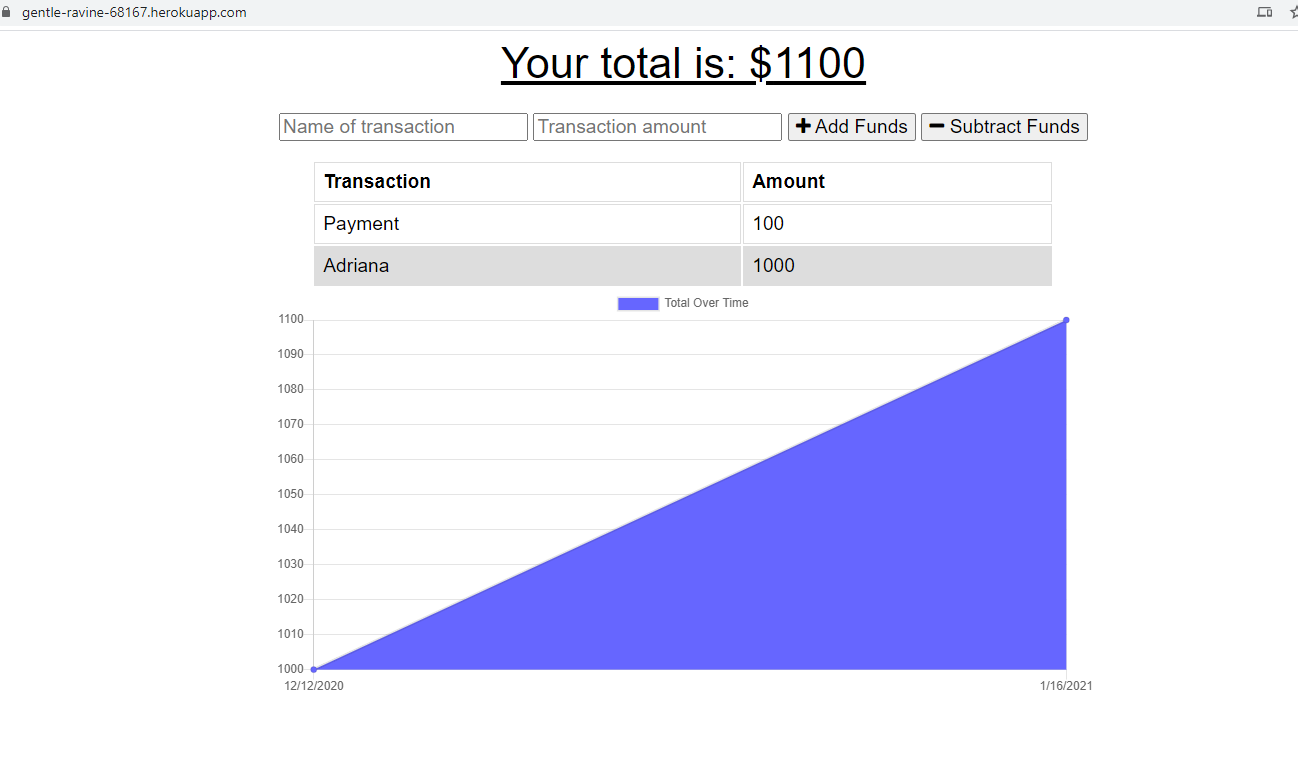 gentle-ravine-68167.herokuapp.com
Your total is: $1100
Name of transaction Transaction amount Add Funds Subtract Funds
Transaction Amount
Payment 100
Adriana 1000
Total Over Time
1100
1090
1080
1070
1060
1050
1040
1030
1020
1010
1000
12/12/2020 1/16/2021